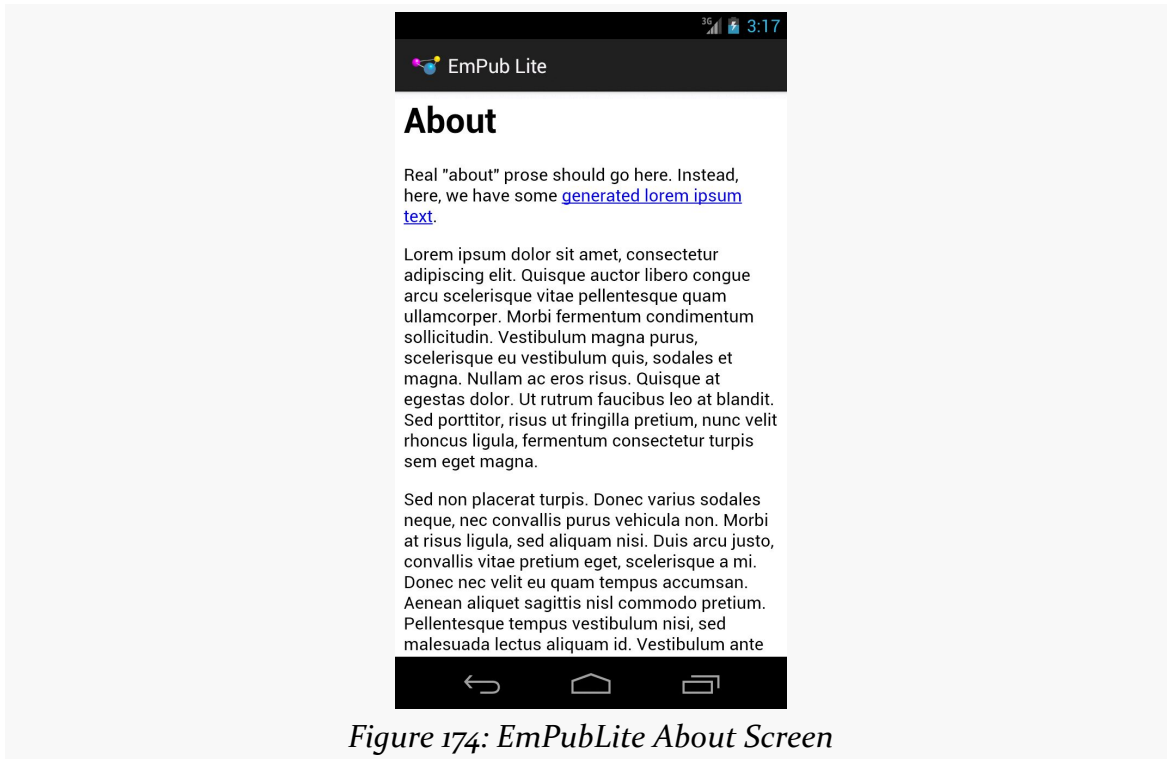 3G
3:17
EmPub Lite
About
Real "about" prose should go here. Instead,
here, we have some generated lorem ipsum
text.
Lorem ipsum dolor sit amet, consectetur
adipiscing elit. Quisque auctor libero congue
arcu scelerisque vitae pellentesque quam
ullamcorper. Morbi fermentum condimentum
sollicitudin. Vestibulum magna purus,
scelerisque eu vestibulum quis, sodales et
magna. Nullam ac eros risus. Quisque at
egestas dolor. Ut rutrum faucibus leo at blandit.
Sed porttitor, risus ut fringilla pretium, nunc velit
rhoncus ligula, fermentum consectetur turpis
sem eget magna.
Sed non placerat turpis. Donec varius sodales
neque, nec convallis purus vehicula non. Morbi
at risus ligula, sed aliquam nisi. Duis arcu justo,
convallis vitae pretium eget, scelerisque a mi.
Donec nec velit eu quam tempus accumsan.
Aenean aliquet sagittis nisl commodo pretium.
Pellentesque tempus vestibulum nisi, sed
malesuada lectus aliquam id. Vestibulum ante
Figure 174: EmPubLite About Screen